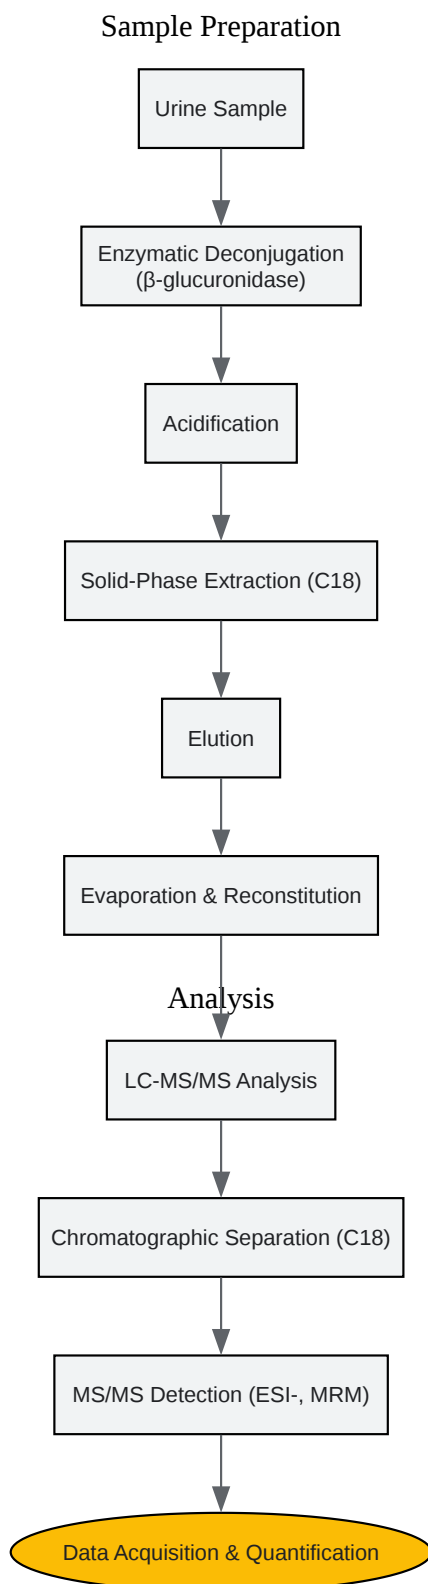 Sample Preparation
Urine Sample
Enzymatic Deconjugation
(β-glucuronidase)
Acidification
Solid-Phase Extraction (C18)
Elution
Evaporation & Reconstitution
Analysis
LC-MS/MS Analysis
Chromatographic Separation (C18)
MS/MS Detection (ESI-, MRM)
Data Acquisition & Quantification